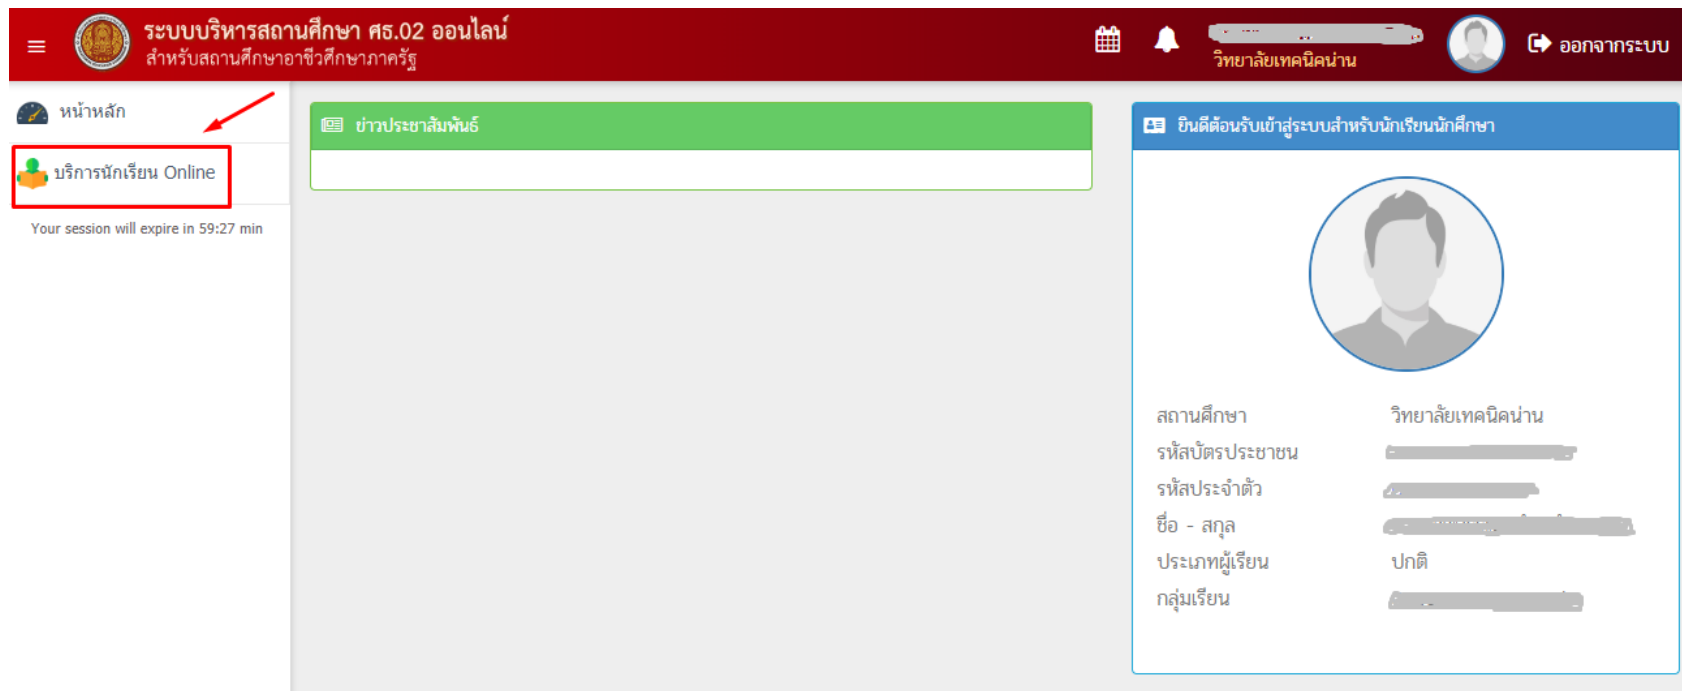 ระบบบริหารสถานศึกษา ศธ.02 ออนไลน์
สำหรับสถานศึกษาอาชีวศึกษาภาครัฐ
วิทยาลัยเทคนิคน่าน
ออกจากระบบ
หน้าหลัก
บริการนักเรียน Online
Your session will expire in 59:27 min
ข่าวประชาสัมพันธ์
ยินดีต้อนรับเข้าสู่ระบบสำหรับนักเรียนนักศึกษา
สถานศึกษา วิทยาลัยเทคนิคน่าน
รหัสบัตรประชาชน
รหัสประจำตัว
ชื่อ - สกุล
ประเภทผู้เรียน ปกติ
กลุ่มเรียน